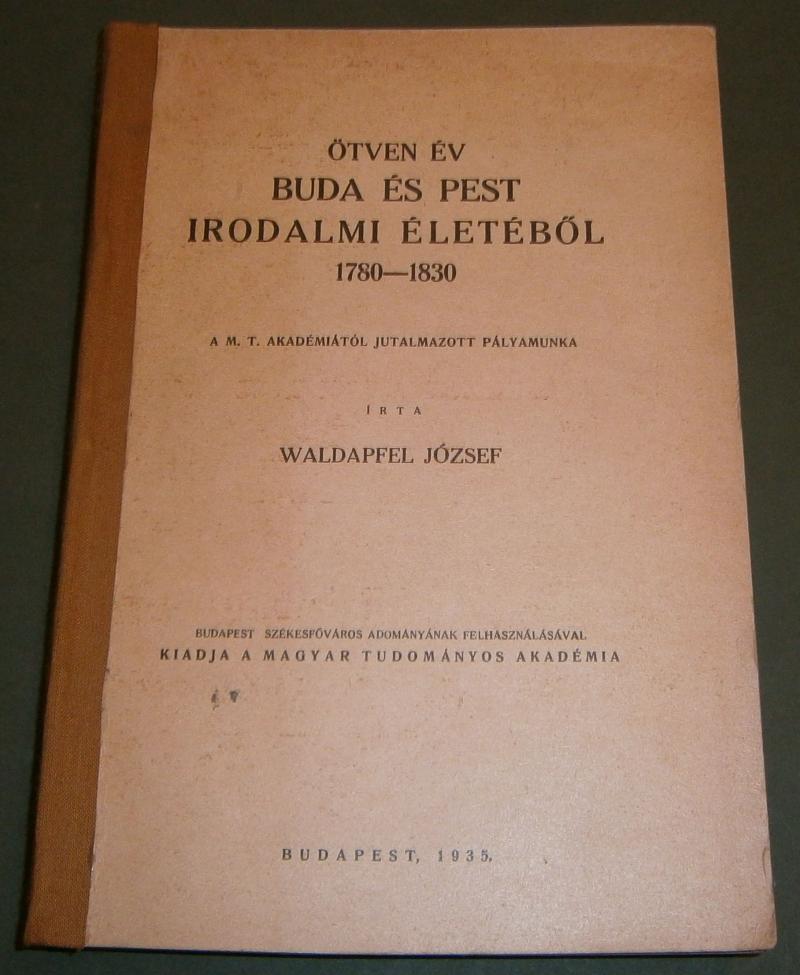 ÖTVEN ÉV
BUDA ÉS PEST
IRODALMI ÉLETÉBŐL
1780—1830
A M. T. AKADÉMIÁTÓL JUTALMAZOTT PÁLYAMUNKA
ÍRTA
WALDAPFEL JÓZSEF
BUDAPEST SZÉKESFŐVÁROS ADOMÁNYÁNAK FELHASZNÁLÁSÁVAL
KIADJA A MAGYAR TUDOMÁNYOS AKADÉMIA
BUDAPEST, 1935.